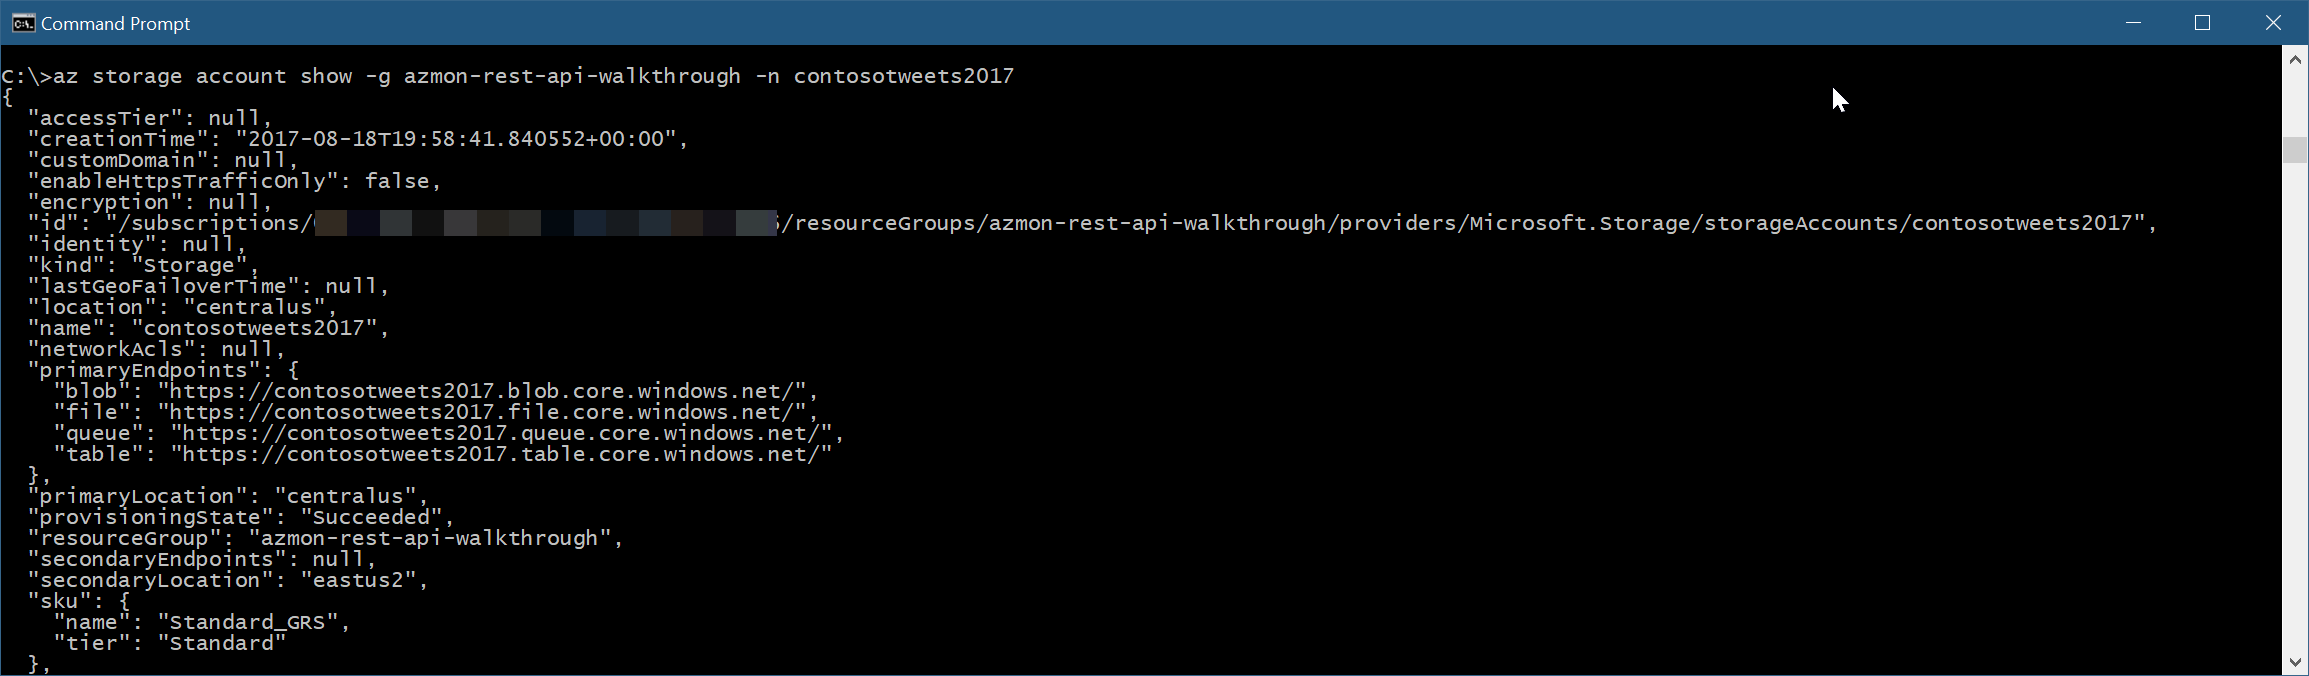 Command Prompt
C:\>az storage account show -g azmon-rest-api-walkthrough -n contosotweets2017
{
  "accessTier": null,
  "creationTime": "2017-08-18T19:58:41.840552+00:00",
  "customDomain": null,
  "enableHttpsTrafficOnly": false,
  "encryption": null,
  "id": "/subscriptions/ /resourceGroups/azmon-rest-api-walkthrough/providers/Microsoft.Storage/storageAccounts/contosotweets2017",
  "identity": null,
  "kind": "Storage",
  "lastGeoFailoverTime": null,
  "location": "centralus",
  "name": "contosotweets2017",
  "networkAcls": null,
  "primaryEndpoints": {
    "blob": "https://contosotweets2017.blob.core.windows.net/",
    "file": "https://contosotweets2017.file.core.windows.net/",
    "queue": "https://contosotweets2017.queue.core.windows.net/",
    "table": "https://contosotweets2017.table.core.windows.net/"
  },
  "primaryLocation": "centralus",
  "provisioningState": "Succeeded",
  "resourceGroup": "azmon-rest-api-walkthrough",
  "secondaryEndpoints": null,
  "secondaryLocation": "eastus2",
  "sku": {
    "name": "Standard_GRS",
    "tier": "Standard"
  },